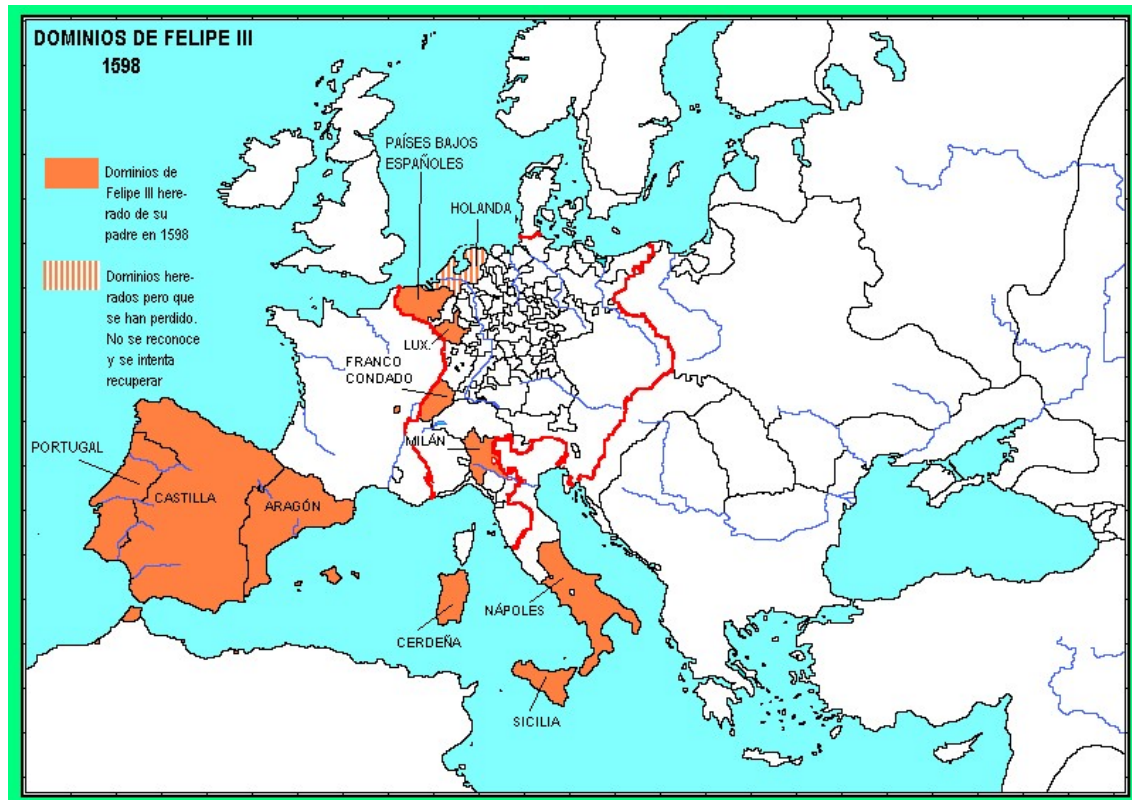 DOMINIOS DE FELIPE III
1598
Dominios de
Felipe III here-
rado de su
padre en 1598
Dominios here-
rados pero que
se han perdido.
No se reconoce
y se intenta
recuperar
PAÍSES BAJOS
ESPAÑOLES
HOLANDA
LUX.
FRANCO
CONDADO
MILÁN
PORTUGAL
CASTILLA
ARAGÓN
NÁPOLES
CERDEÑA
SICILIA